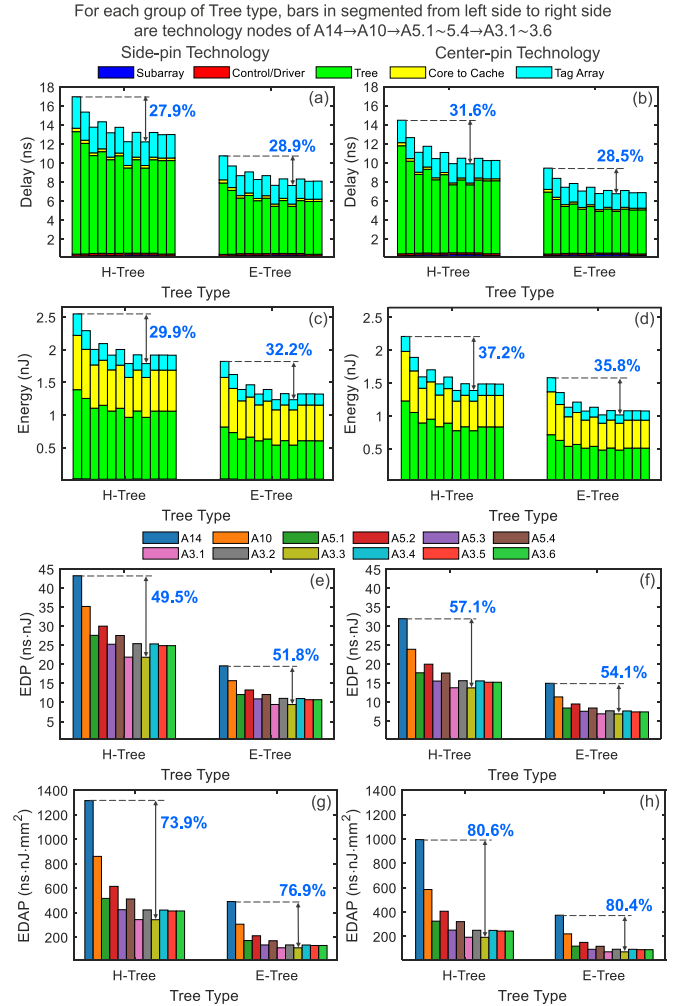 For each group of Tree type, bars in segmented from left side to right side
are technology nodes of A14→A10→A5.1~5.4→A3.1~3.6
Side-pin Technology Center-pin Technology
Subarray Control/Driver Tree Core to Cache Tag Array
18
16
14
12
10
8
6
4
2
Delay (ns)
(a)
27.9%
28.9%
H-Tree E-Tree
Tree Type
18
16
14
12
10
8
6
4
2
Delay (ns)
(b)
31.6%
28.5%
H-Tree E-Tree
Tree Type
2.5
2
1.5
1
0.5
Energy (nJ)
(c)
29.9%
32.2%
H-Tree E-Tree
Tree Type
2.5
2
1.5
1
0.5
Energy (nJ)
(d)
37.2%
35.8%
H-Tree E-Tree
Tree Type
A14 A10 A5.1 A5.2 A5.3 A5.4
A3.1 A3.2 A3.3 A3.4 A3.5 A3.6
45
40
35
30
25
20
15
10
5
EDP (ns·nJ)
(e)
49.5%
51.8%
H-Tree E-Tree
Tree Type
45
40
35
30
25
20
15
10
5
EDP (ns·nJ)
(f)
57.1%
54.1%
H-Tree E-Tree
Tree Type
1400
1200
1000
800
600
400
200
EDAP (ns·nJ·mm²)
(g)
73.9%
76.9%
H-Tree E-Tree
Tree Type
1400
1200
1000
800
600
400
200
EDAP (ns·nJ·mm²)
(h)
80.6%
80.4%
H-Tree E-Tree
Tree Type